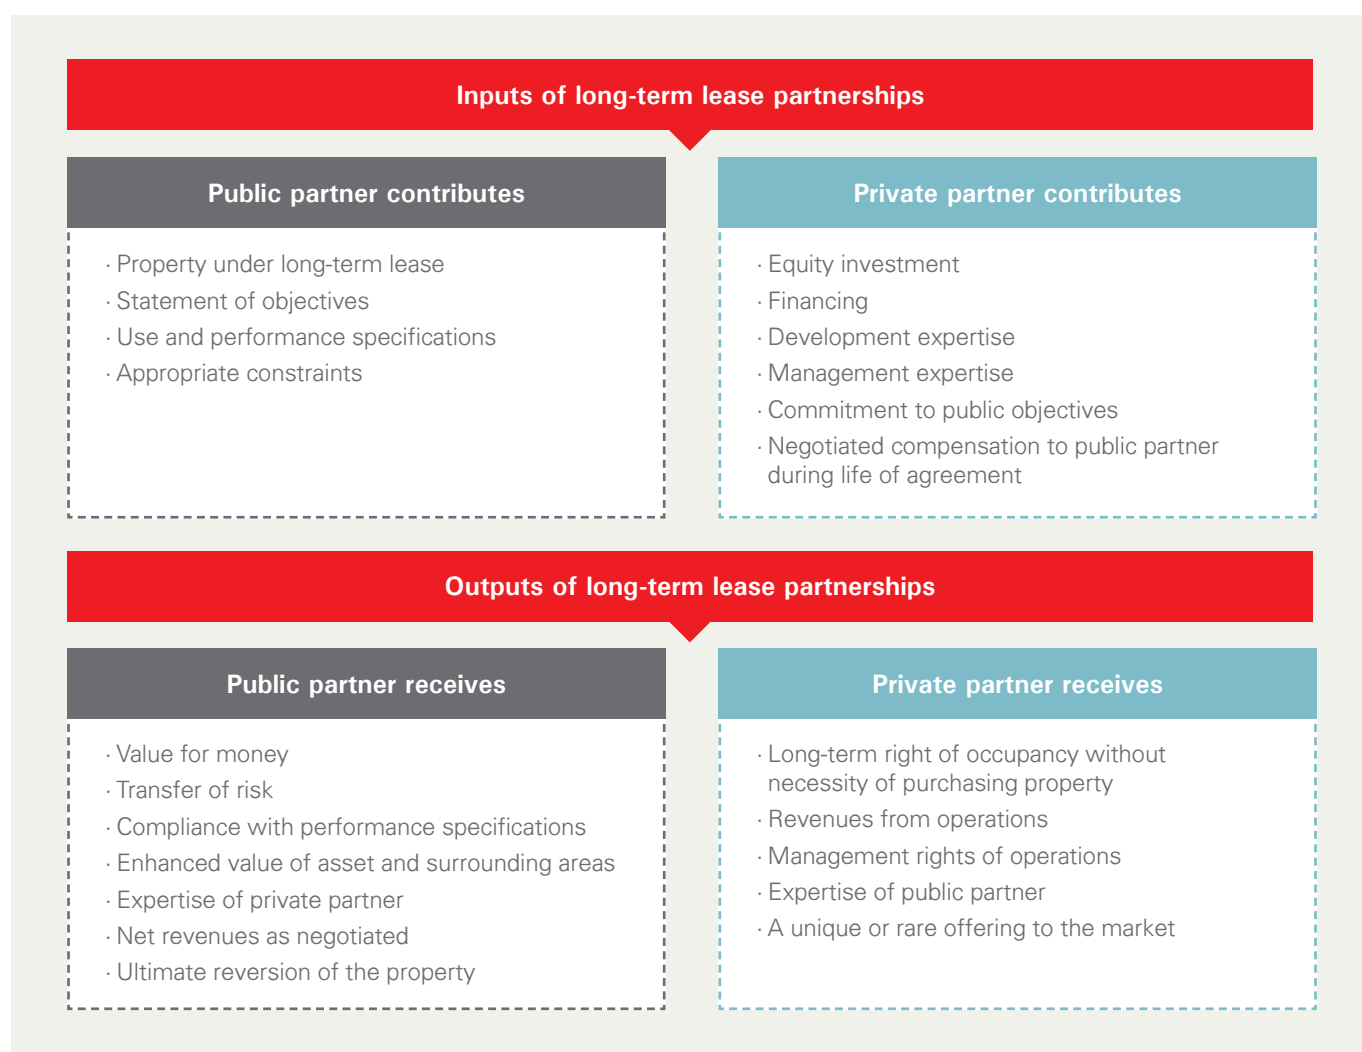 Inputs of long-term lease partnerships
Public partner contributes
· Property under long-term lease
· Statement of objectives
· Use and performance specifications
· Appropriate constraints
Private partner contributes
· Equity investment
· Financing
· Development expertise
· Management expertise
· Commitment to public objectives
· Negotiated compensation to public partner
during life of agreement
Outputs of long-term lease partnerships
Public partner receives
· Value for money
· Transfer of risk
· Compliance with performance specifications
· Enhanced value of asset and surrounding areas
· Expertise of private partner
· Net revenues as negotiated
· Ultimate reversion of the property
Private partner receives
· Long-term right of occupancy without
necessity of purchasing property
· Revenues from operations
· Management rights of operations
· Expertise of public partner
· A unique or rare offering to the market